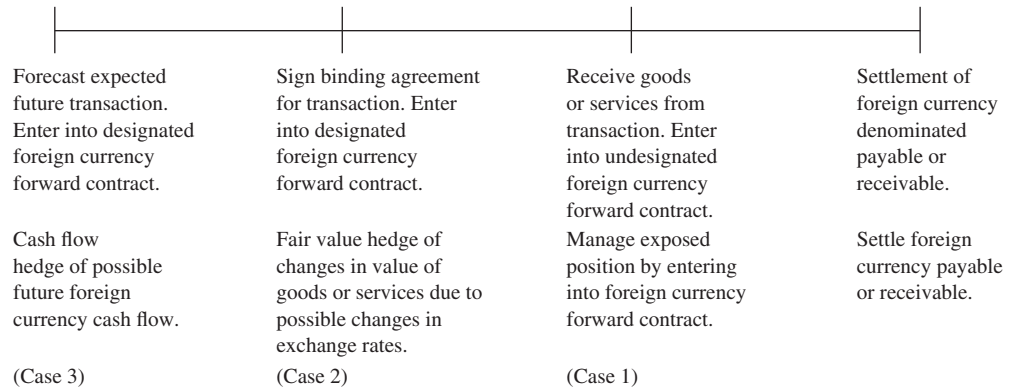 Forecast expected
future transaction.
Enter into designated
foreign currency
forward contract.
Sign binding agreement
for transaction. Enter
into designated
foreign currency
forward contract.
Receive goods
or services from
transaction. Enter
into undesignated
foreign currency
forward contract.
Settlement of
foreign currency
denominated
payable or
receivable.
Cash flow
hedge of possible
future foreign
currency cash flow.
Fair value hedge of
changes in value of
goods or services due to
possible changes in
exchange rates.
Manage exposed
position by entering
into foreign currency
forward contract.
Settle foreign
currency payable
or receivable.
(Case 3)
(Case 2)
(Case 1)